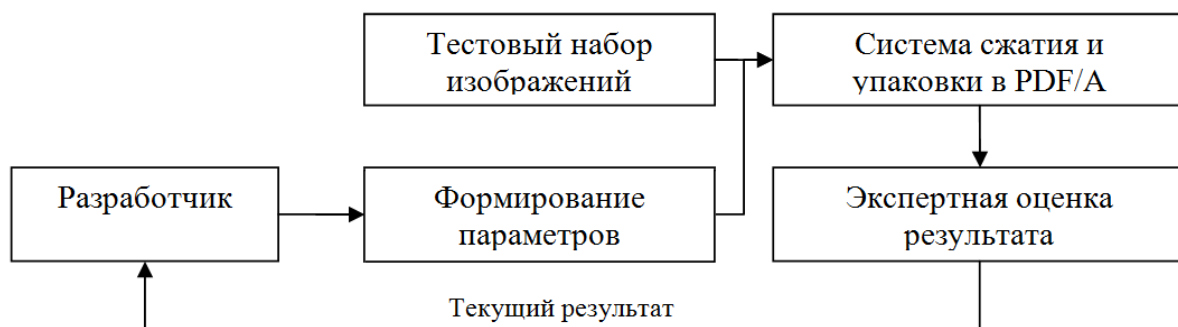 Тестовый набор
изображений
Система сжатия и
упаковки в PDF/A
Разработчик
Формирование
параметров
Экспертная оценка
результата
Текущий результат